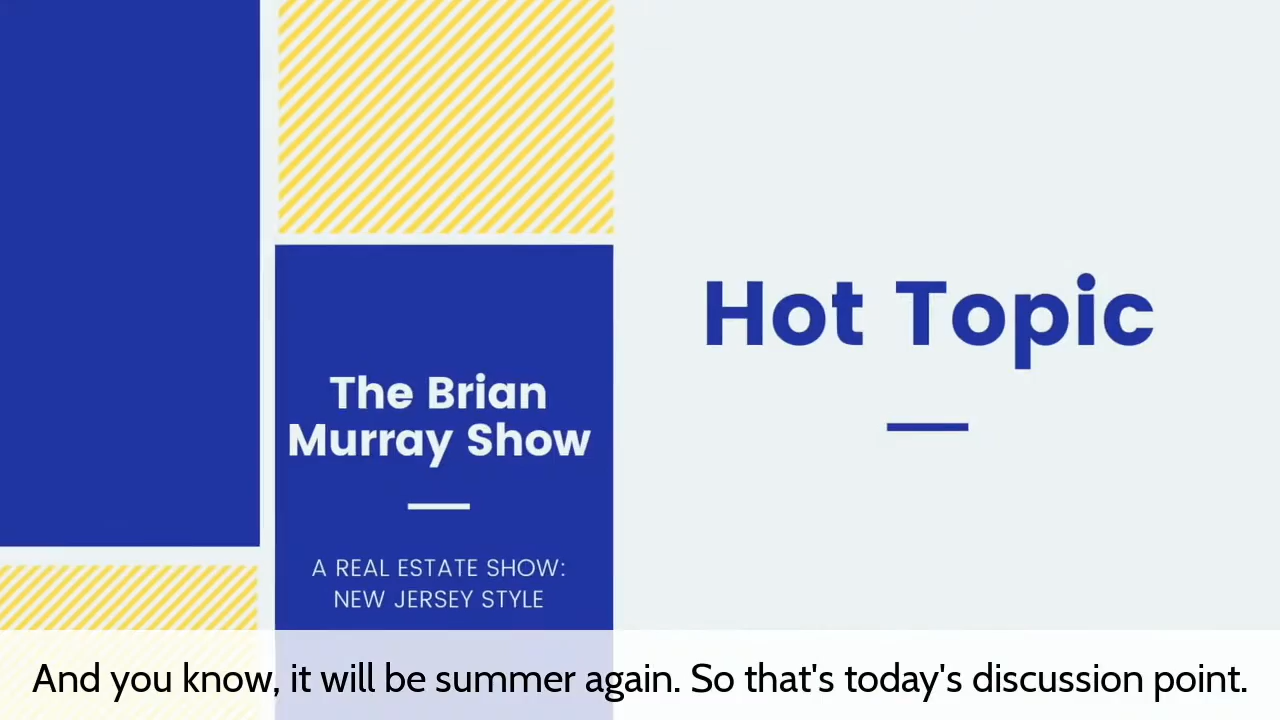 The Brian
Murray Show
A REAL ESTATE SHOW:
NEW JERSEY STYLE
Hot Topic
And you know, it will be summer again. So that's today's discussion point.